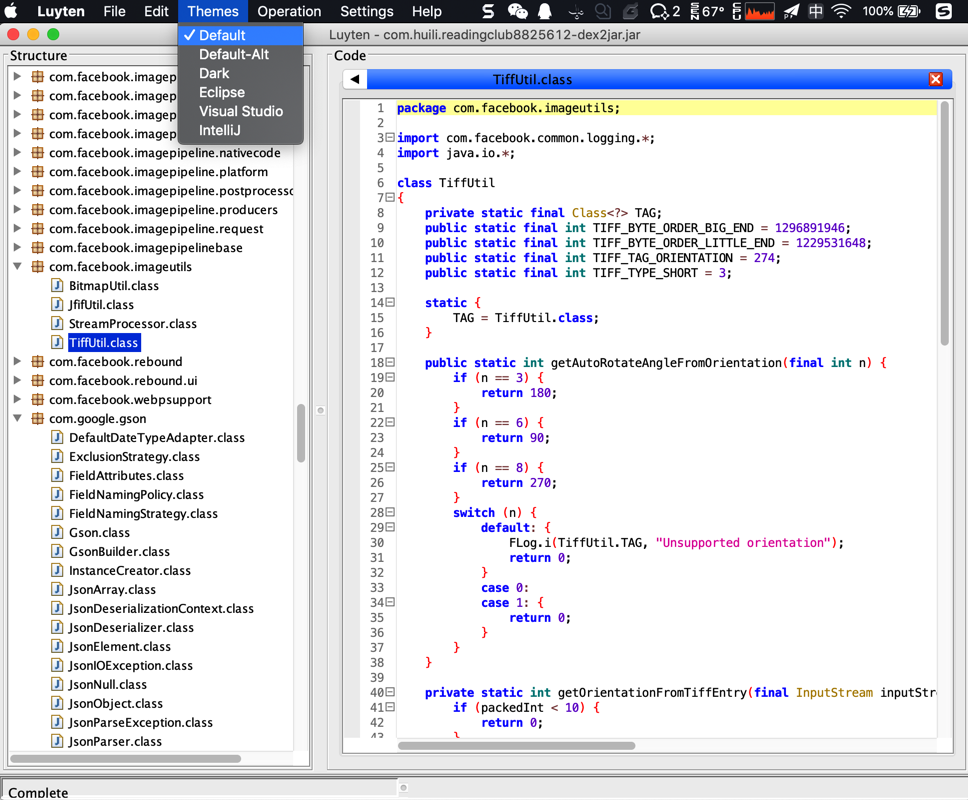 Luyten File Edit Themes Operation Settings Help 2 67° 中 100%
Luyten - com.huili.readingclub8825612-dex2jar.jar
✓ Default
Default-Alt
Dark
Eclipse
Visual Studio
IntelliJ
Structure
com.facebook.imagep
com.facebook.imagep
com.facebook.imagep
com.facebook.imagep
com.facebook.imagepipeline.nativecode
com.facebook.imagepipeline.platform
com.facebook.imagepipeline.postprocesso
com.facebook.imagepipeline.producers
com.facebook.imagepipeline.request
com.facebook.imagepipelinebase
com.facebook.imageutils
BitmapUtil.class
JfifUtil.class
StreamProcessor.class
TiffUtil.class
com.facebook.rebound
com.facebook.rebound.ui
com.facebook.webpsupport
com.google.gson
DefaultDateTypeAdapter.class
ExclusionStrategy.class
FieldAttributes.class
FieldNamingPolicy.class
FieldNamingStrategy.class
Gson.class
GsonBuilder.class
InstanceCreator.class
JsonArray.class
JsonDeserializationContext.class
JsonDeserializer.class
JsonElement.class
JsonIOException.class
JsonNull.class
JsonObject.class
JsonParseException.class
JsonParser.class
Code
TiffUtil.class
1 package com.facebook.imageutils;
2
3 import com.facebook.common.logging.*;
4 import java.io.*;
5
6 class TiffUtil
7 {
8 private static final Class<?> TAG;
9 public static final int TIFF_BYTE_ORDER_BIG_END = 1296891946;
10 public static final int TIFF_BYTE_ORDER_LITTLE_END = 1229531648;
11 public static final int TIFF_TAG_ORIENTATION = 274;
12 public static final int TIFF_TYPE_SHORT = 3;
13
14 static {
15 TAG = TiffUtil.class;
16 }
17
18 public static int getAutoRotateAngleFromOrientation(final int n) {
19 if (n == 3) {
20 return 180;
21 }
22 if (n == 6) {
23 return 90;
24 }
25 if (n == 8) {
26 return 270;
27 }
28 switch (n) {
29 default: {
30 FLog.i(TiffUtil.TAG, "Unsupported orientation");
31 return 0;
32 }
33 case 0:
34 case 1: {
35 return 0;
36 }
37 }
38 }
39
40 private static int getOrientationFromTiffEntry(final InputStream inputStr
41 if (packedInt < 10) {
42 return 0;
43 }
Complete